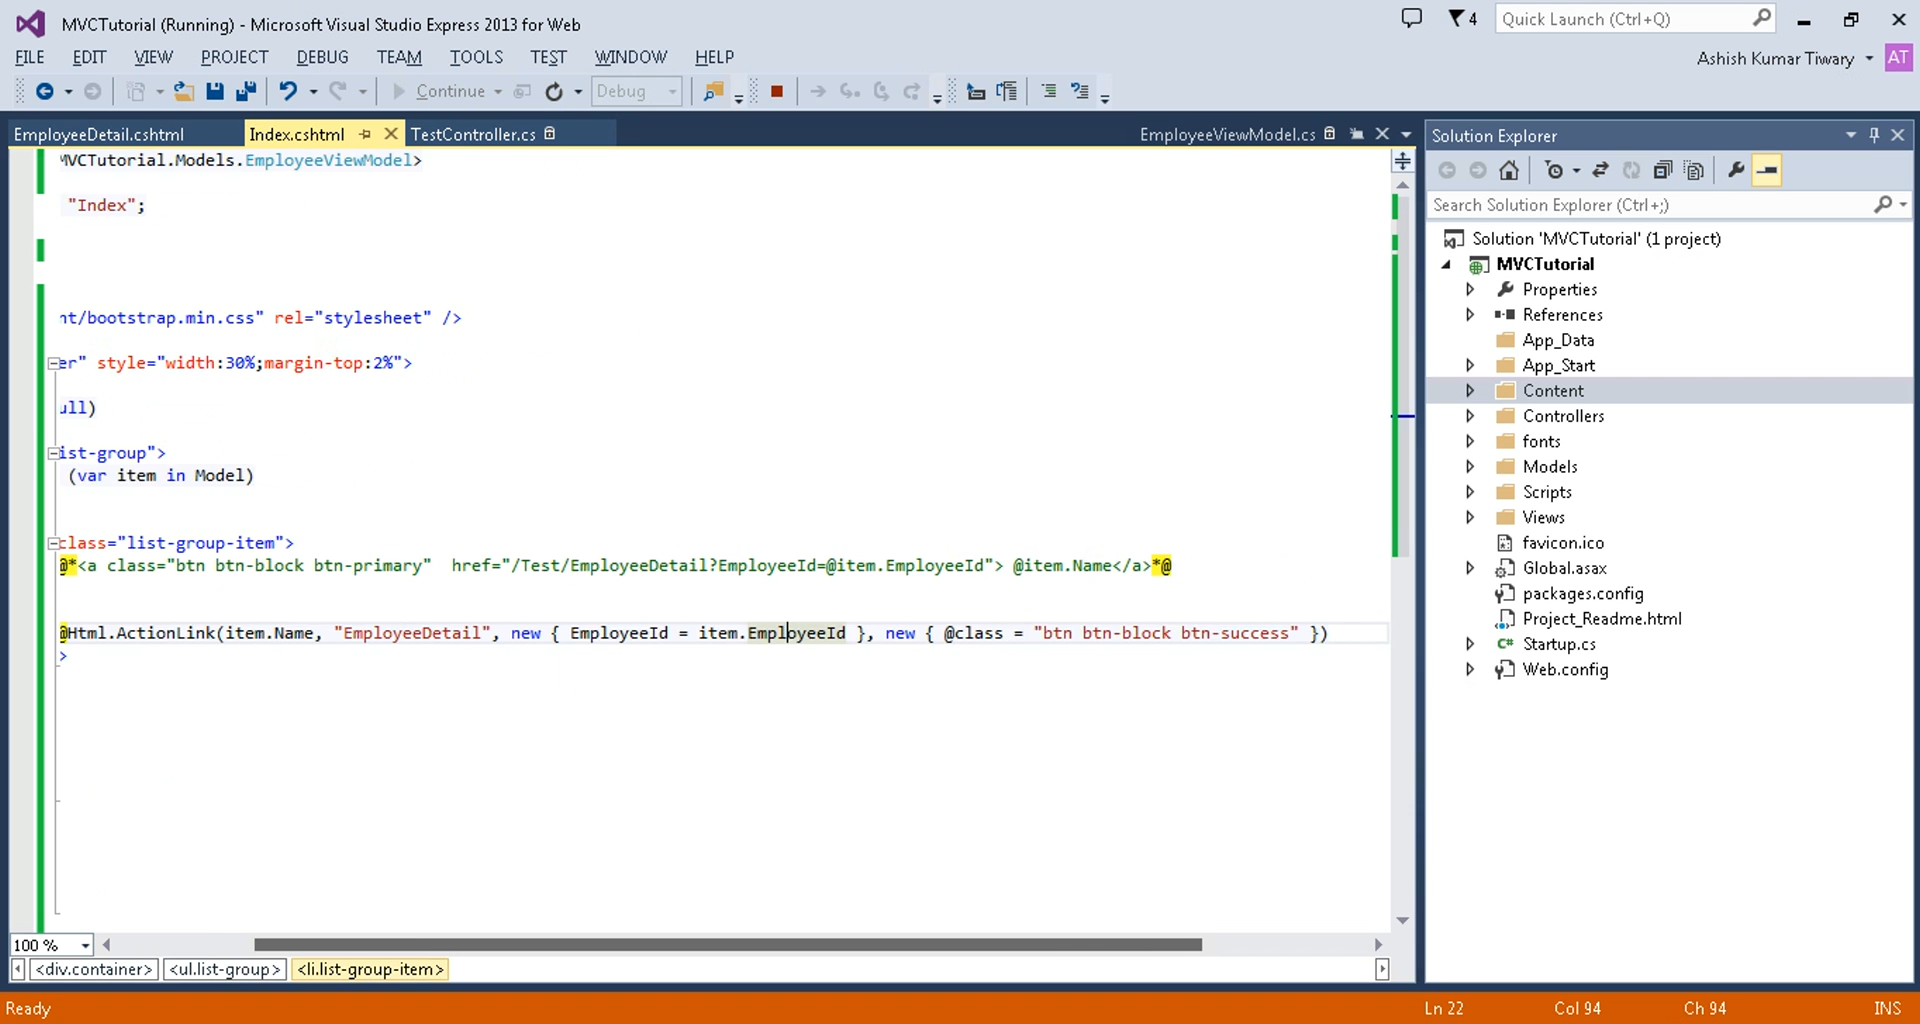 MVCTutorial (Running) - Microsoft Visual Studio Express 2013 for Web
4
Quick Launch (Ctrl+Q)
FILE EDIT VIEW PROJECT DEBUG TEAM TOOLS TEST WINDOW HELP
Ashish Kumar Tiwary AT
Continue Debug
EmployeeDetail.cshtml Index.cshtml TestController.cs EmployeeViewModel.cs
MVCTutorial.Models.EmployeeViewModel>
"Index";
nt/bootstrap.min.css" rel="stylesheet" />
er" style="width:30%;margin-top:2%">
ull)
ist-group">
(var item in Model)
class="list-group-item">
@*<a class="btn btn-block btn-primary"  href="/Test/EmployeeDetail?EmployeeId=@item.EmployeeId"> @item.Name</a>*@
@Html.ActionLink(item.Name, "EmployeeDetail", new { EmployeeId = item.EmployeeId }, new { @class = "btn btn-block btn-success" })
>
100 %
<div.container> <ul.list-group> <li.list-group-item>
Solution Explorer
Search Solution Explorer (Ctrl+;)
Solution 'MVCTutorial' (1 project)
MVCTutorial
Properties
References
App_Data
App_Start
Content
Controllers
fonts
Models
Scripts
Views
favicon.ico
Global.asax
packages.config
Project_Readme.html
C# Startup.cs
Web.config
Ready Ln 22 Col 94 Ch 94 INS